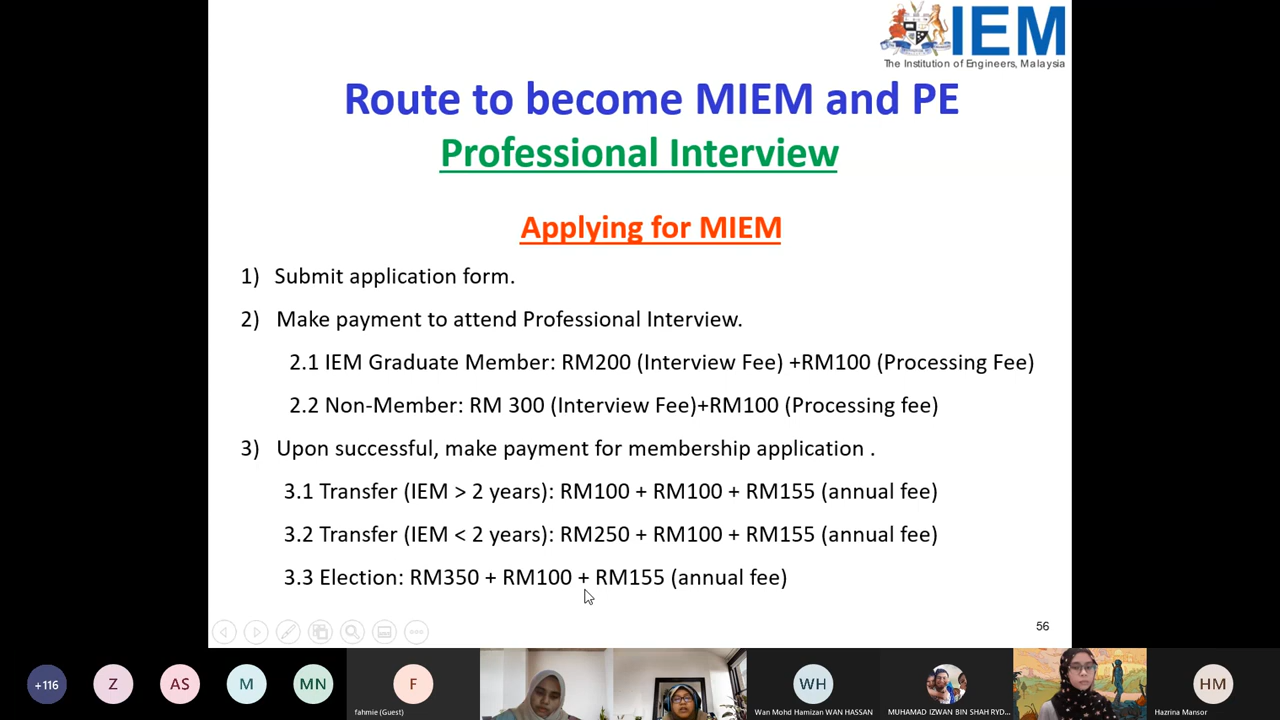 IEM
The Institution of Engineers, Malaysia
Route to become MIEM and PE
Professional Interview
Applying for MIEM
1) Submit application form.
2) Make payment to attend Professional Interview.
2.1 IEM Graduate Member: RM200 (Interview Fee) +RM100 (Processing Fee)
2.2 Non-Member: RM 300 (Interview Fee)+RM100 (Processing fee)
3) Upon successful, make payment for membership application .
3.1 Transfer (IEM > 2 years): RM100 + RM100 + RM155 (annual fee)
3.2 Transfer (IEM < 2 years): RM250 + RM100 + RM155 (annual fee)
3.3 Election: RM350 + RM100 + RM155 (annual fee)
56
+116
Z
AS
M
MN
F
WH
HM
fahmie (Guest)
Wan Mohd Hamizan WAN HASSAN
MUHAMAD IZWAN BIN SHAH RYD...
Hazrina Mansor